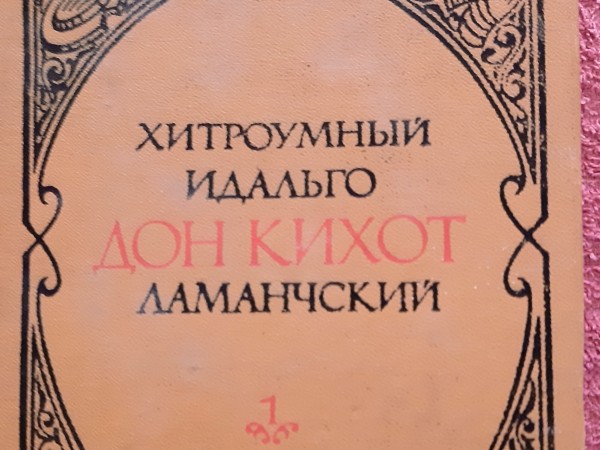 ХИТРОУМНЫЙ
ИДАЛЬГО
ДОН КИХОТ
ЛАМАНЧСКИЙ
1